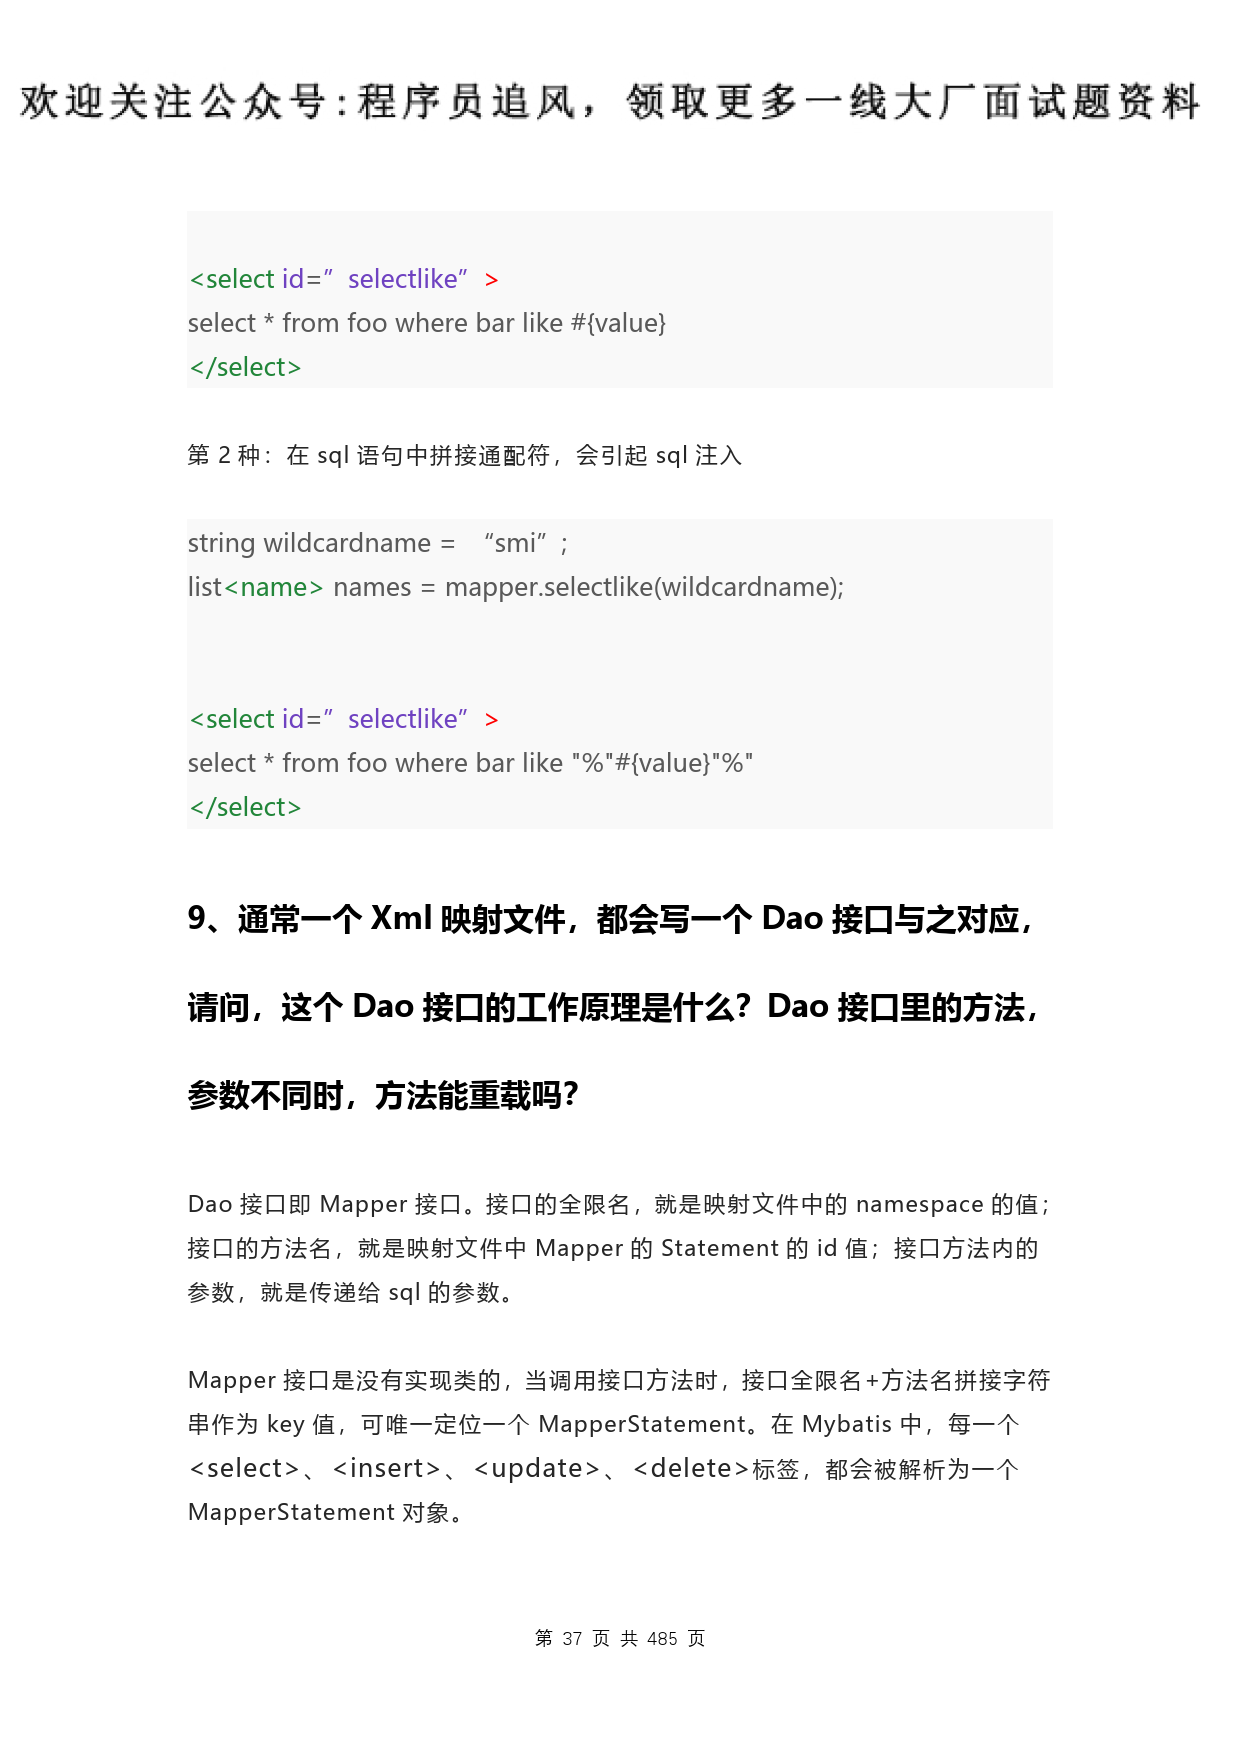 欢迎关注公众号:程序员追风，领取更多一线大厂面试题资料
<select id=”selectlike”>
select * from foo where bar like #{value}
</select>
第 2 种：在 sql 语句中拼接通配符，会引起 sql 注入
string wildcardname = “smi”;
list<name> names = mapper.selectlike(wildcardname);
<select id=”selectlike”>
select * from foo where bar like "%"#{value}"%"
</select>
9、通常一个 Xml 映射文件，都会写一个 Dao 接口与之对应，
请问，这个 Dao 接口的工作原理是什么？Dao 接口里的方法，
参数不同时，方法能重载吗？
Dao 接口即 Mapper 接口。接口的全限名，就是映射文件中的 namespace 的值；
接口的方法名，就是映射文件中 Mapper 的 Statement 的 id 值；接口方法内的
参数，就是传递给 sql 的参数。
Mapper 接口是没有实现类的，当调用接口方法时，接口全限名+方法名拼接字符
串作为 key 值，可唯一定位一个 MapperStatement。在 Mybatis 中，每一个
<select>、<insert>、<update>、<delete>标签，都会被解析为一个
MapperStatement 对象。
第 37 页 共 485 页